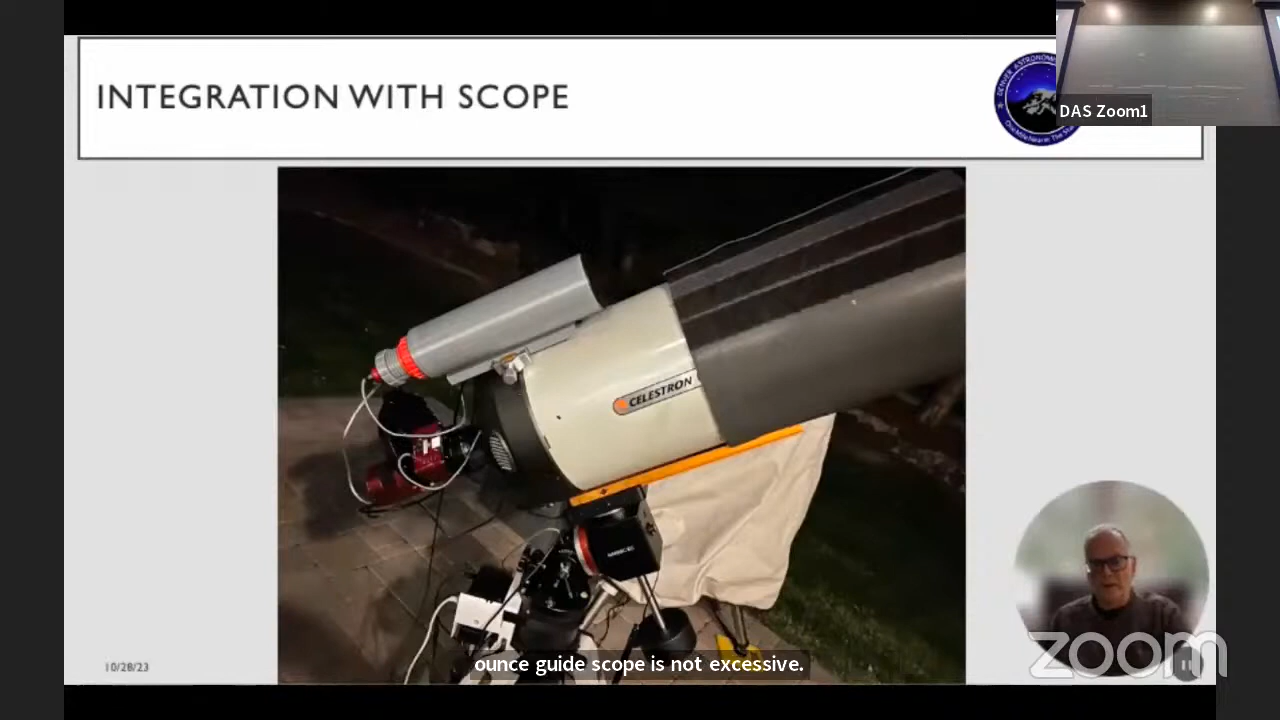 INTEGRATION WITH SCOPE
DAS Zoom1
CELESTRON
10/28/23
ounce guide scope is not excessive.
zoom